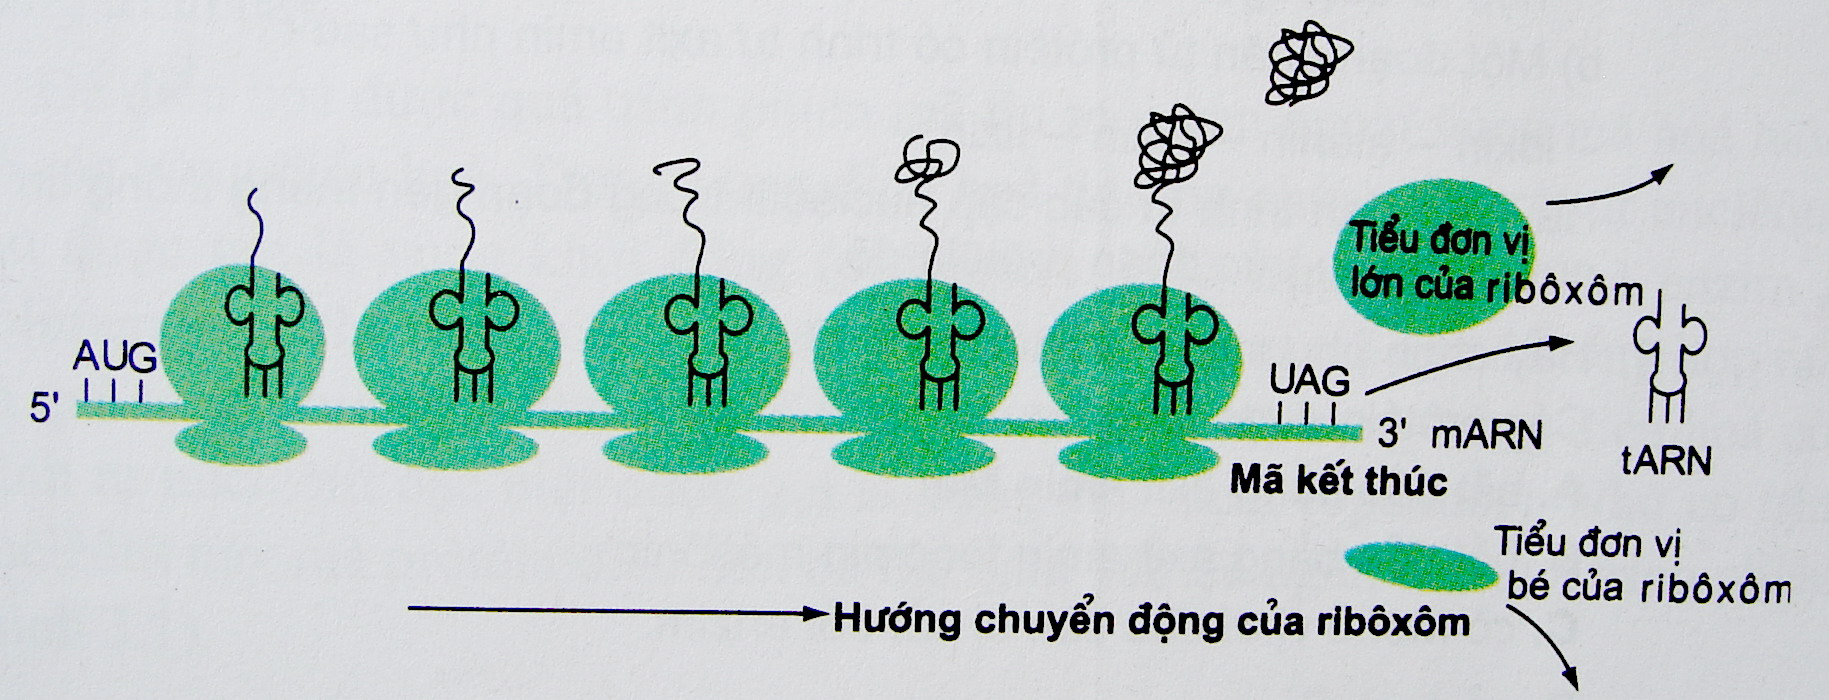 AUG
5'
Tiểu đơn vị
lớn của ribôxôm
UAG
3' mARN
tARN
Mã kết thúc
Tiểu đơn vị
bé của ribôxôm
Hướng chuyển động của ribôxôm